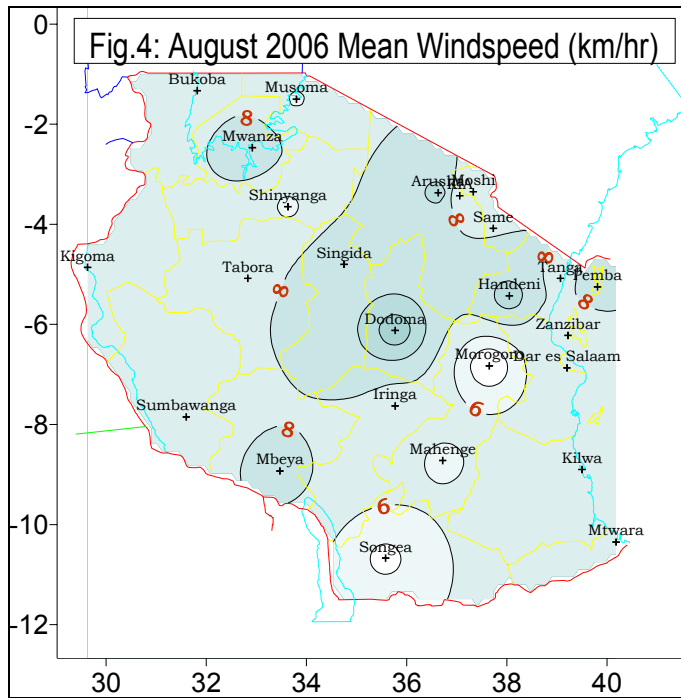 Fig.4: August 2006 Mean Windspeed (km/hr)
0
Bukoba
Musoma
-2
8
Mwanza
Arusha
Moshi
Shinyanga
-4
8
Same
Kigoma
Singida
8
Tabora
8
Tanga
Pemba
Handeni
8
-6
Dodoma
Zanzibar
Morogoro
Dar es Salaam
Iringa
Sumbawanga
6
-8
8
Mahenge
Mbeya
Kilwa
-10
6
Mtwara
Songea
-12
30 32 34 36 38 40